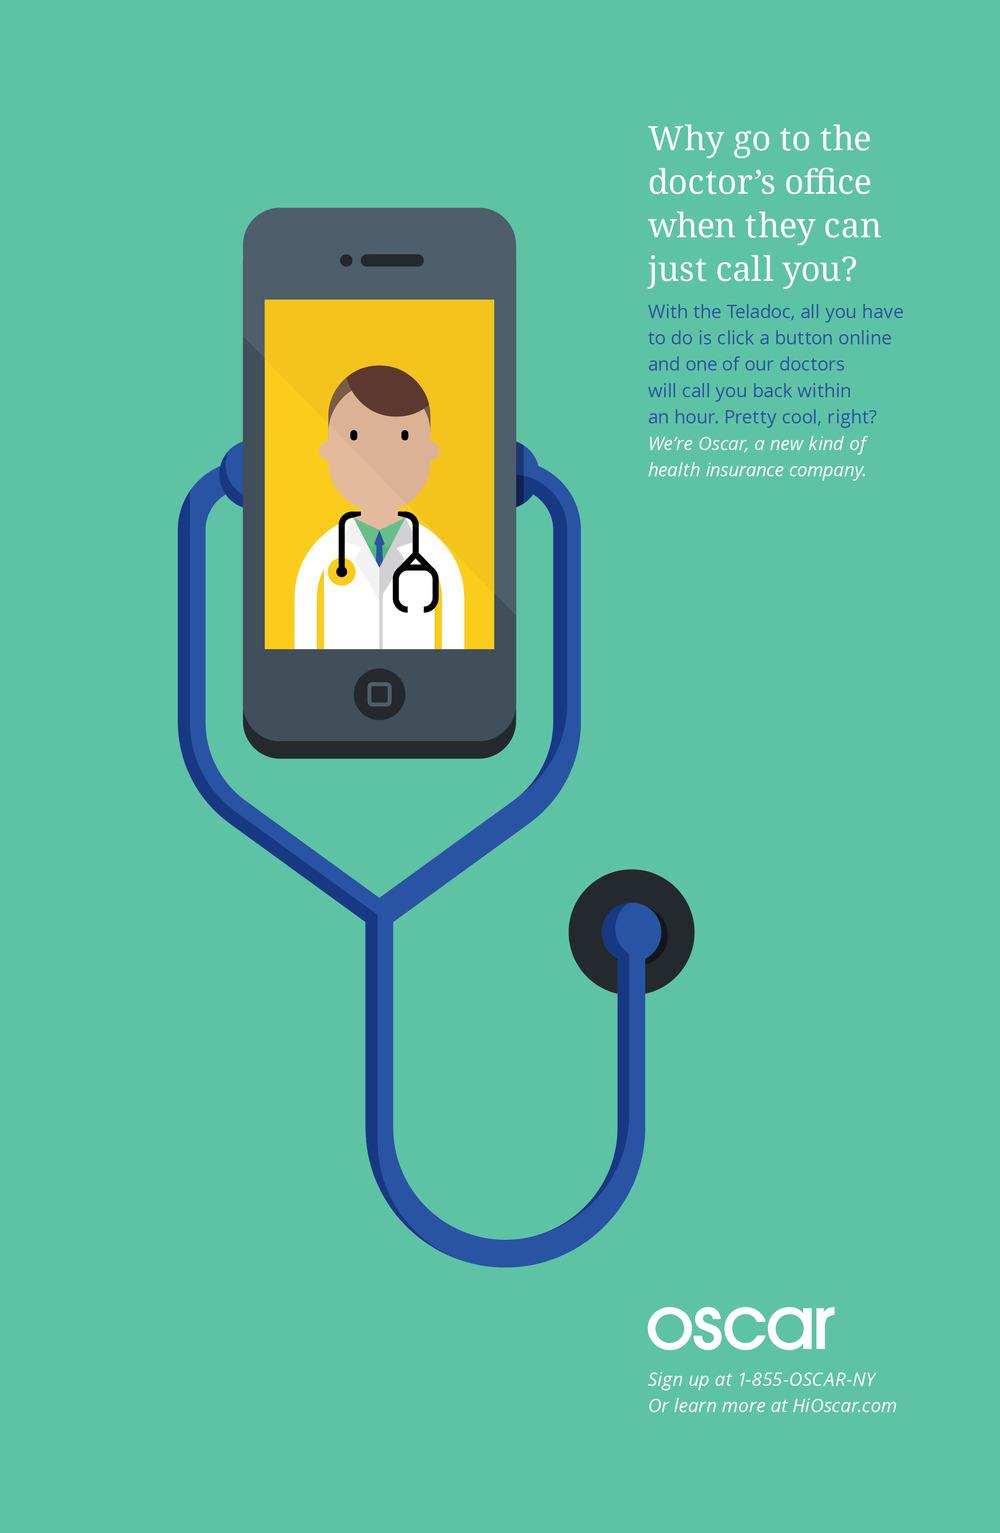 Why go to the
doctor’s office
when they can
just call you?
With the Teladoc, all you have
to do is click a button online
and one of our doctors
will call you back within
an hour. Pretty cool, right?
We’re Oscar, a new kind of
health insurance company.
oscar
Sign up at 1-855-OSCAR-NY
Or learn more at HiOscar.com